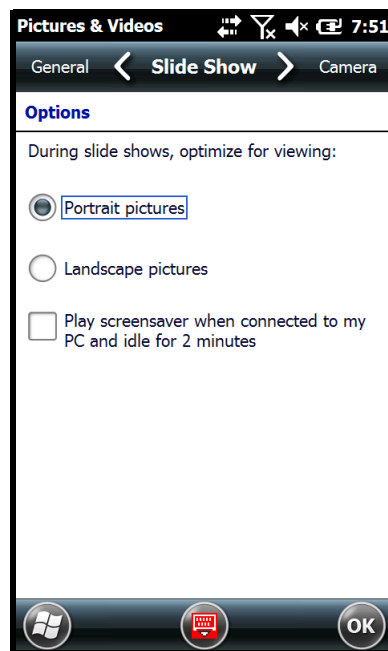 Pictures & Videos 7:51
General Slide Show Camera
Options
During slide shows, optimize for viewing:
Portrait pictures
Landscape pictures
Play screensaver when connected to my
PC and idle for 2 minutes
OK